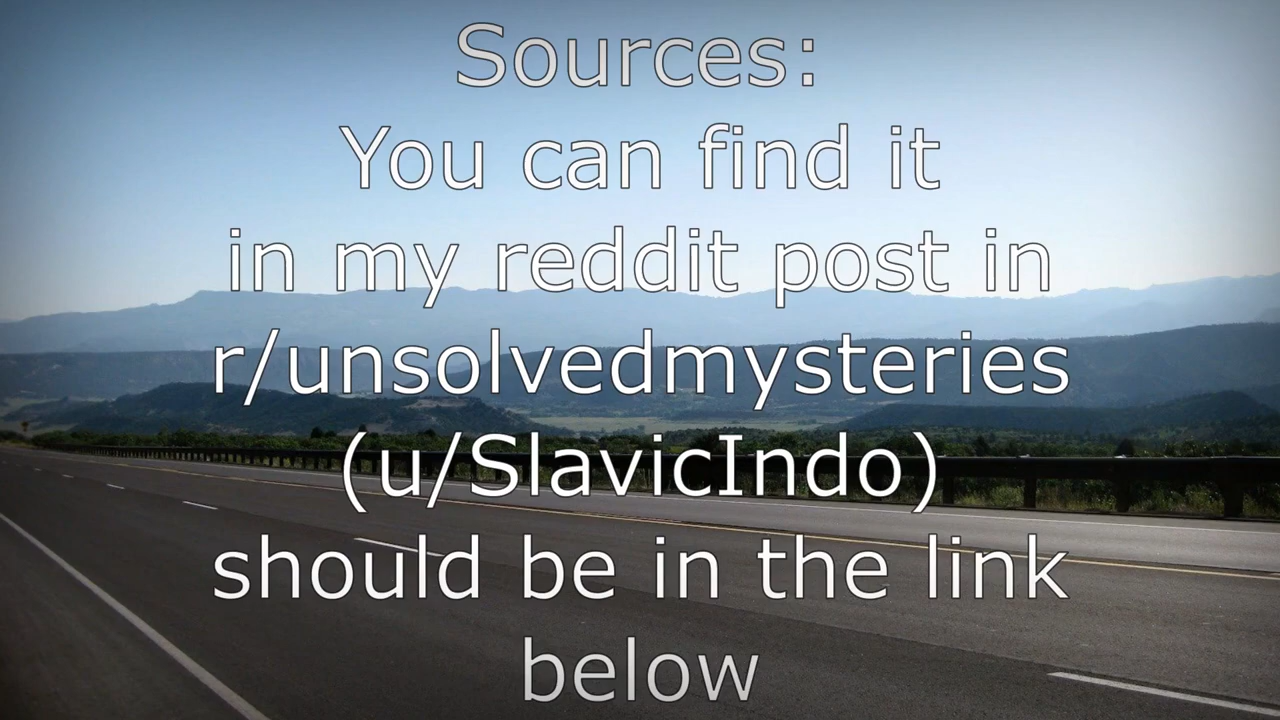 Sources:
You can find it
in my reddit post in
r/unsolvedmysteries
(u/SlavicIndo)
should be in the link
below